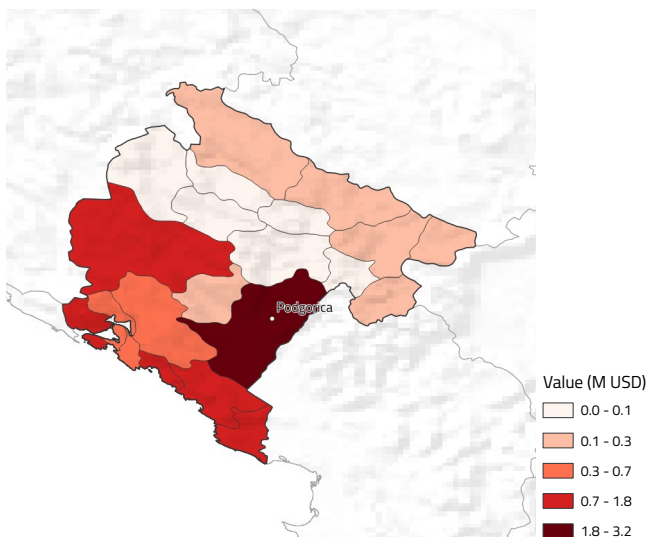 Podgorica
Value (M USD)
0.0 - 0.1
0.1 - 0.3
0.3 - 0.7
0.7 - 1.8
1.8 - 3.2